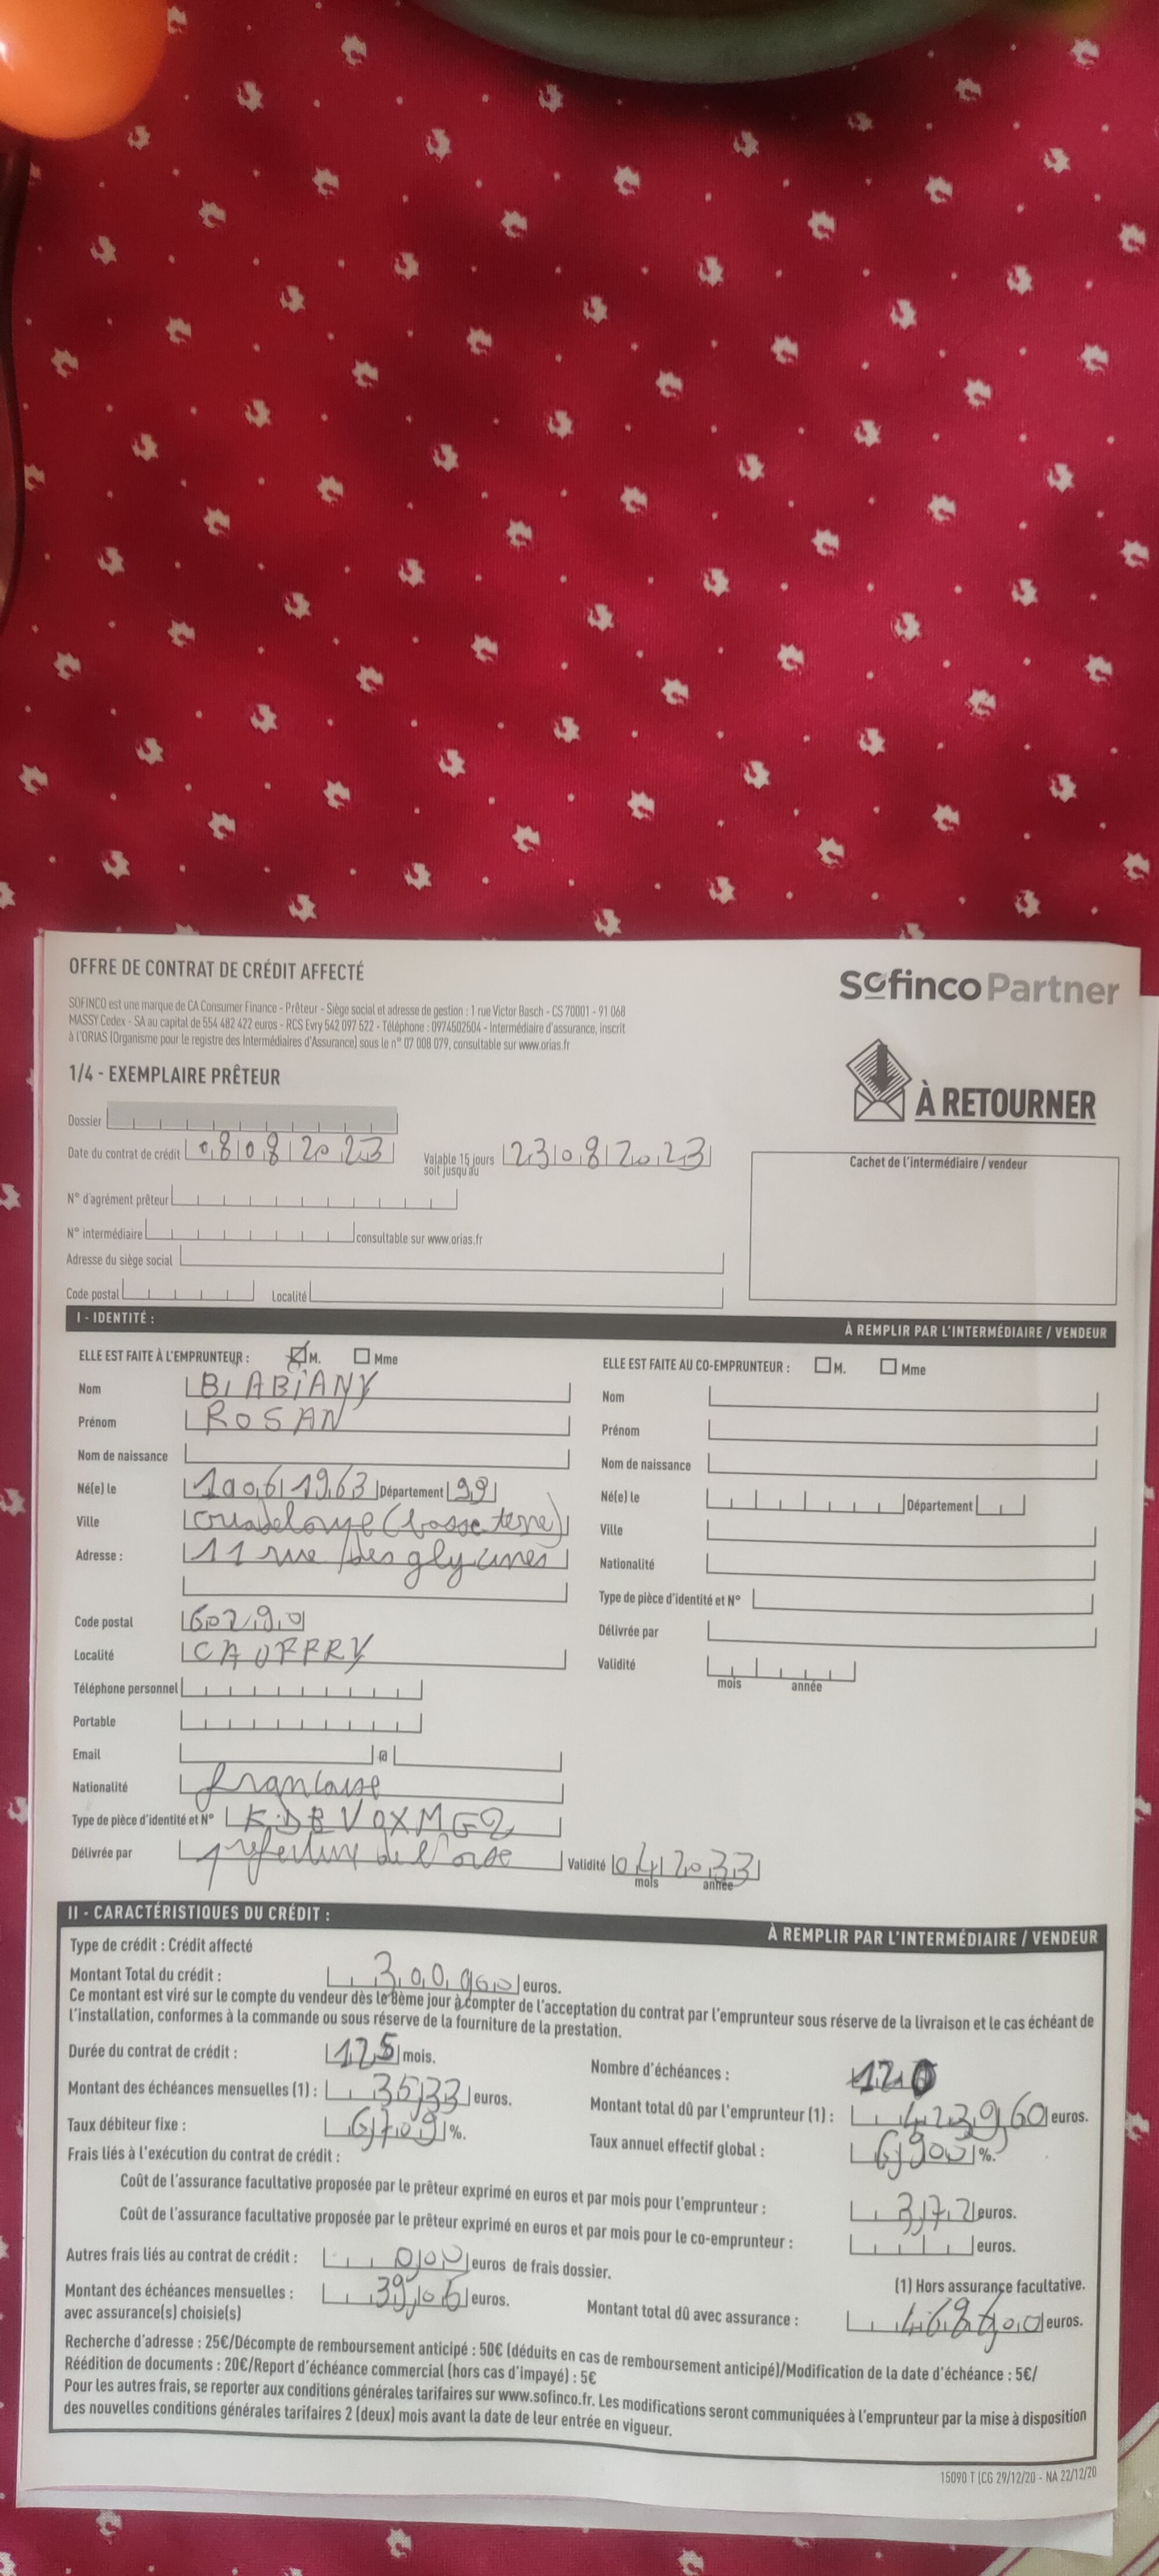 OFFRE DE CONTRAT DE CRÉDIT AFFECTÉ
Sofinco Partner
SOFINCO est une marque de CA Consumer Finance - Prêteur - Siège social et adresse de gestion : 1 rue Victor Basch - CS 70001 - 91 068
MASSY Cedex - SA au capital de 554 482 422 euros - RCS Evry 542 097 522 - Téléphone : 0974502504 - Intermédiaire d'assurance, inscrit
à l'ORIAS (Organisme pour le registre des Intermédiaires d'Assurance) sous le n° 07 008 079, consultable sur www.orias.fr
1/4 - EXEMPLAIRE PRÊTEUR
À RETOURNER
Dossier
Date du contrat de crédit 08 08 2023 Valable 15 jours soit jusqu'au 23 08 2023
Cachet de l'intermédiaire / vendeur
N° d'agrément prêteur
N° intermédiaire consultable sur www.orias.fr
Adresse du siège social
Code postal Localité
I - IDENTITÉ : À REMPLIR PAR L'INTERMÉDIAIRE / VENDEUR
ELLE EST FAITE À L'EMPRUNTEUR : M. Mme
ELLE EST FAITE AU CO-EMPRUNTEUR : M. Mme
Nom BIABIANY
Nom
Prénom ROSAN
Prénom
Nom de naissance
Nom de naissance
Né(e) le 10 06 1963 Département 99
Né(e) le Département
Ville (basse terre)
Ville
Adresse : 11 rue des glycines
Nationalité
Type de pièce d'identité et N°
Code postal 60290
Délivrée par
Localité CAUFFRY
Validité
mois année
Téléphone personnel
Portable
Email @
Nationalité française
Type de pièce d'identité et N°
Délivrée par de l'oise Validité 04 2033
mois année
II - CARACTÉRISTIQUES DU CRÉDIT : À REMPLIR PAR L'INTERMÉDIAIRE / VENDEUR
Type de crédit : Crédit affecté
Montant Total du crédit : 3000,00 euros.
Ce montant est viré sur le compte du vendeur dès le 8ème jour à compter de l'acceptation du contrat par l'emprunteur sous réserve de la livraison et le cas échéant de
l'installation, conformes à la commande ou sous réserve de la fourniture de la prestation.
Durée du contrat de crédit : 125 mois.
Nombre d'échéances : 120
Montant des échéances mensuelles (1) : 35,33 euros.
Montant total dû par l'emprunteur (1) : 4239,60 euros.
Taux débiteur fixe : 6,709 %.
Taux annuel effectif global : 6,900 %.
Frais liés à l'exécution du contrat de crédit :
Coût de l'assurance facultative proposée par le prêteur exprimé en euros et par mois pour l'emprunteur : 3,72 euros.
Coût de l'assurance facultative proposée par le prêteur exprimé en euros et par mois pour le co-emprunteur : euros.
Autres frais liés au contrat de crédit : 0,00 euros de frais dossier.
(1) Hors assurance facultative.
Montant des échéances mensuelles : 39,05 euros.
avec assurance(s) choisie(s)
Montant total dû avec assurance : 4686,00 euros.
Recherche d'adresse : 25€/Décompte de remboursement anticipé : 50€ (déduits en cas de remboursement anticipé)/Modification de la date d'échéance : 5€/
Réédition de documents : 20€/Report d'échéance commercial (hors cas d'impayé) : 5€
Pour les autres frais, se reporter aux conditions générales tarifaires sur www.sofinco.fr. Les modifications seront communiquées à l'emprunteur par la mise à disposition
des nouvelles conditions générales tarifaires 2 (deux) mois avant la date de leur entrée en vigueur.
15090 T (CG 29/12/20 - NA 22/12/20